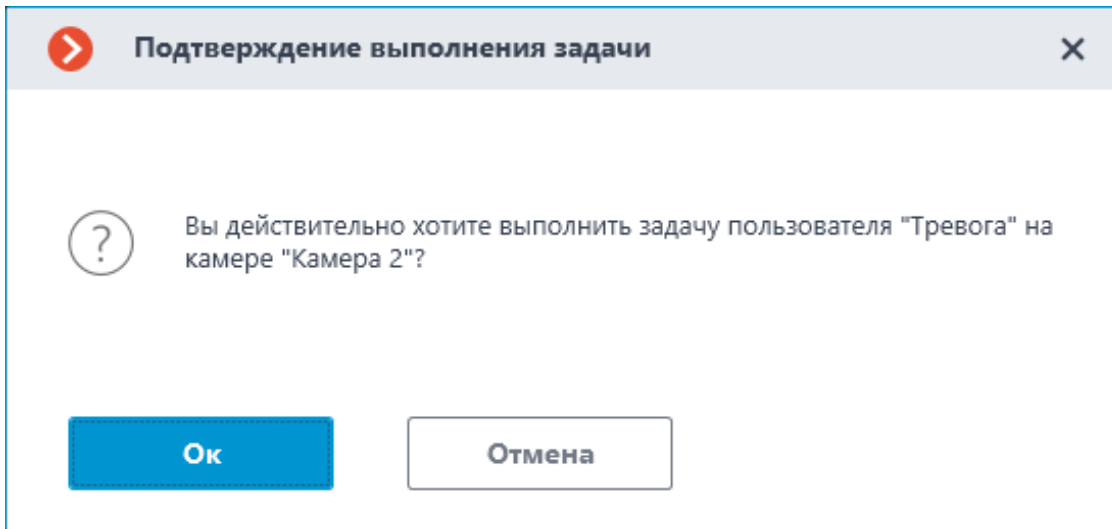 Подтверждение выполнения задачи
Вы действительно хотите выполнить задачу пользователя "Тревога" на
камере "Камера 2"?
Ок
Отмена